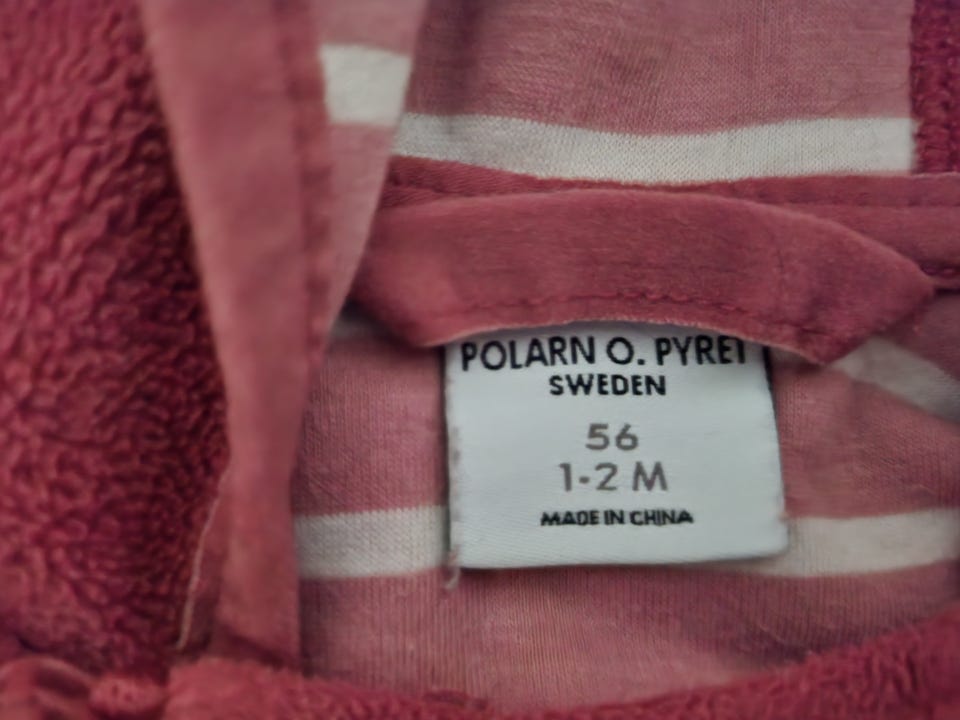 POLARN O. PYRET
SWEDEN
56
1-2 M
MADE IN CHINA